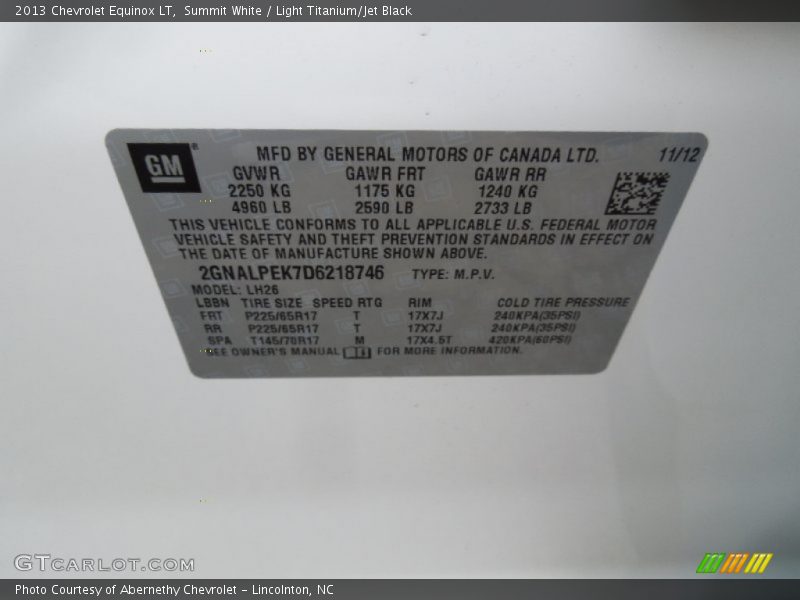 2013 Chevrolet Equinox LT, Summit White / Light Titanium/Jet Black
GM®
MFD BY GENERAL MOTORS OF CANADA LTD. 11/12
GVWR GAWR FRT GAWR RR
2250 KG 1175 KG 1240 KG
4960 LB 2590 LB 2733 LB
THIS VEHICLE CONFORMS TO ALL APPLICABLE U.S. FEDERAL MOTOR
VEHICLE SAFETY AND THEFT PREVENTION STANDARDS IN EFFECT ON
THE DATE OF MANUFACTURE SHOWN ABOVE.
2GNALPEK7D6218746 TYPE: M.P.V.
MODEL: LH26
LBBN TIRE SIZE SPEED RTG RIM COLD TIRE PRESSURE
FRT P225/65R17 T 17X7J 240KPA(35PSI)
RR P225/65R17 T 17X7J 240KPA(35PSI)
SPA T145/70R17 M 17X4.5T 420KPA(60PSI)
SEE OWNER'S MANUAL FOR MORE INFORMATION.
GTCARLOT.COM
Photo Courtesy of Abernethy Chevrolet - Lincolnton, NC